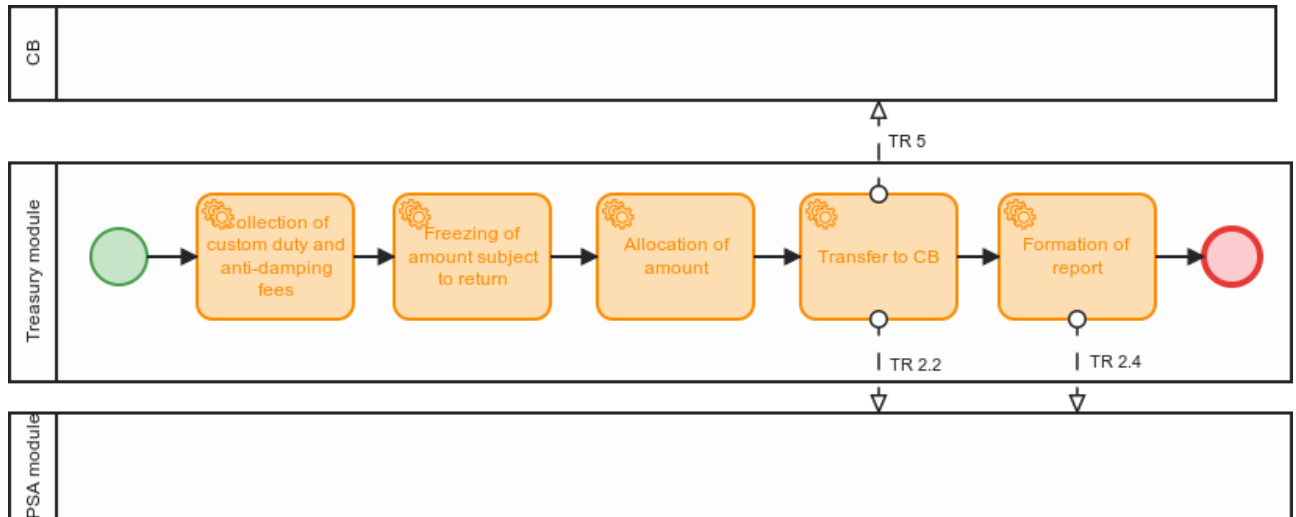 CB
TR 5
Treasury module
Collection of
custom duty and
anti-damping
fees
Freezing of
amount subject
to return
Allocation of
amount
Transfer to CB
Formation of
report
TR 2.2
TR 2.4
PSA module